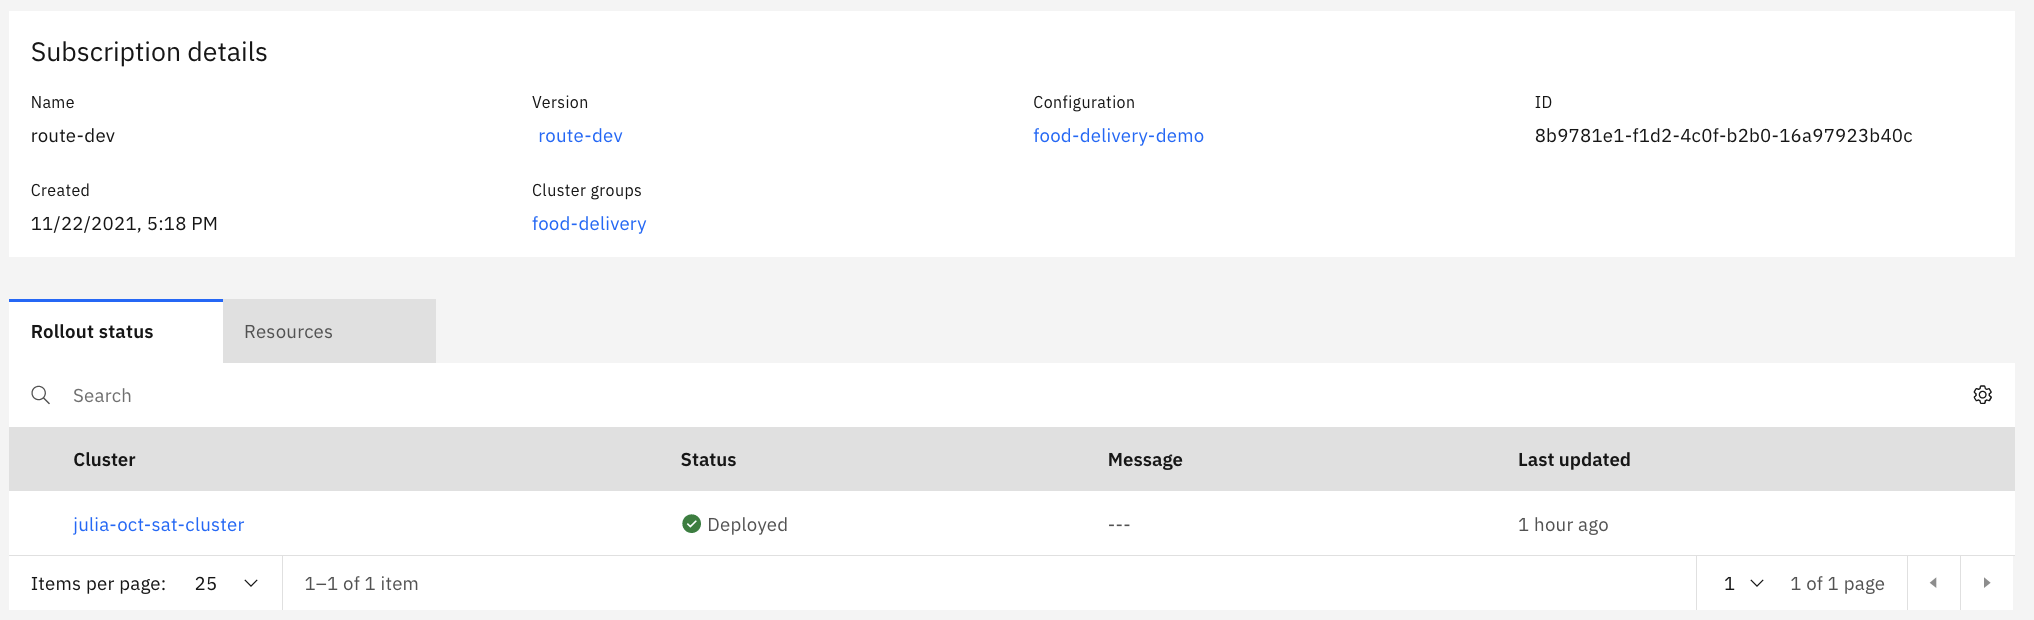 Subscription details
Name Version Configuration ID
route-dev route-dev food-delivery-demo 8b9781e1-f1d2-4c0f-b2b0-16a97923b40c
Created Cluster groups
11/22/2021, 5:18 PM food-delivery
Rollout status Resources
Search
Cluster Status Message Last updated
julia-oct-sat-cluster Deployed --- 1 hour ago
Items per page: 25 1–1 of 1 item 1 1 of 1 page